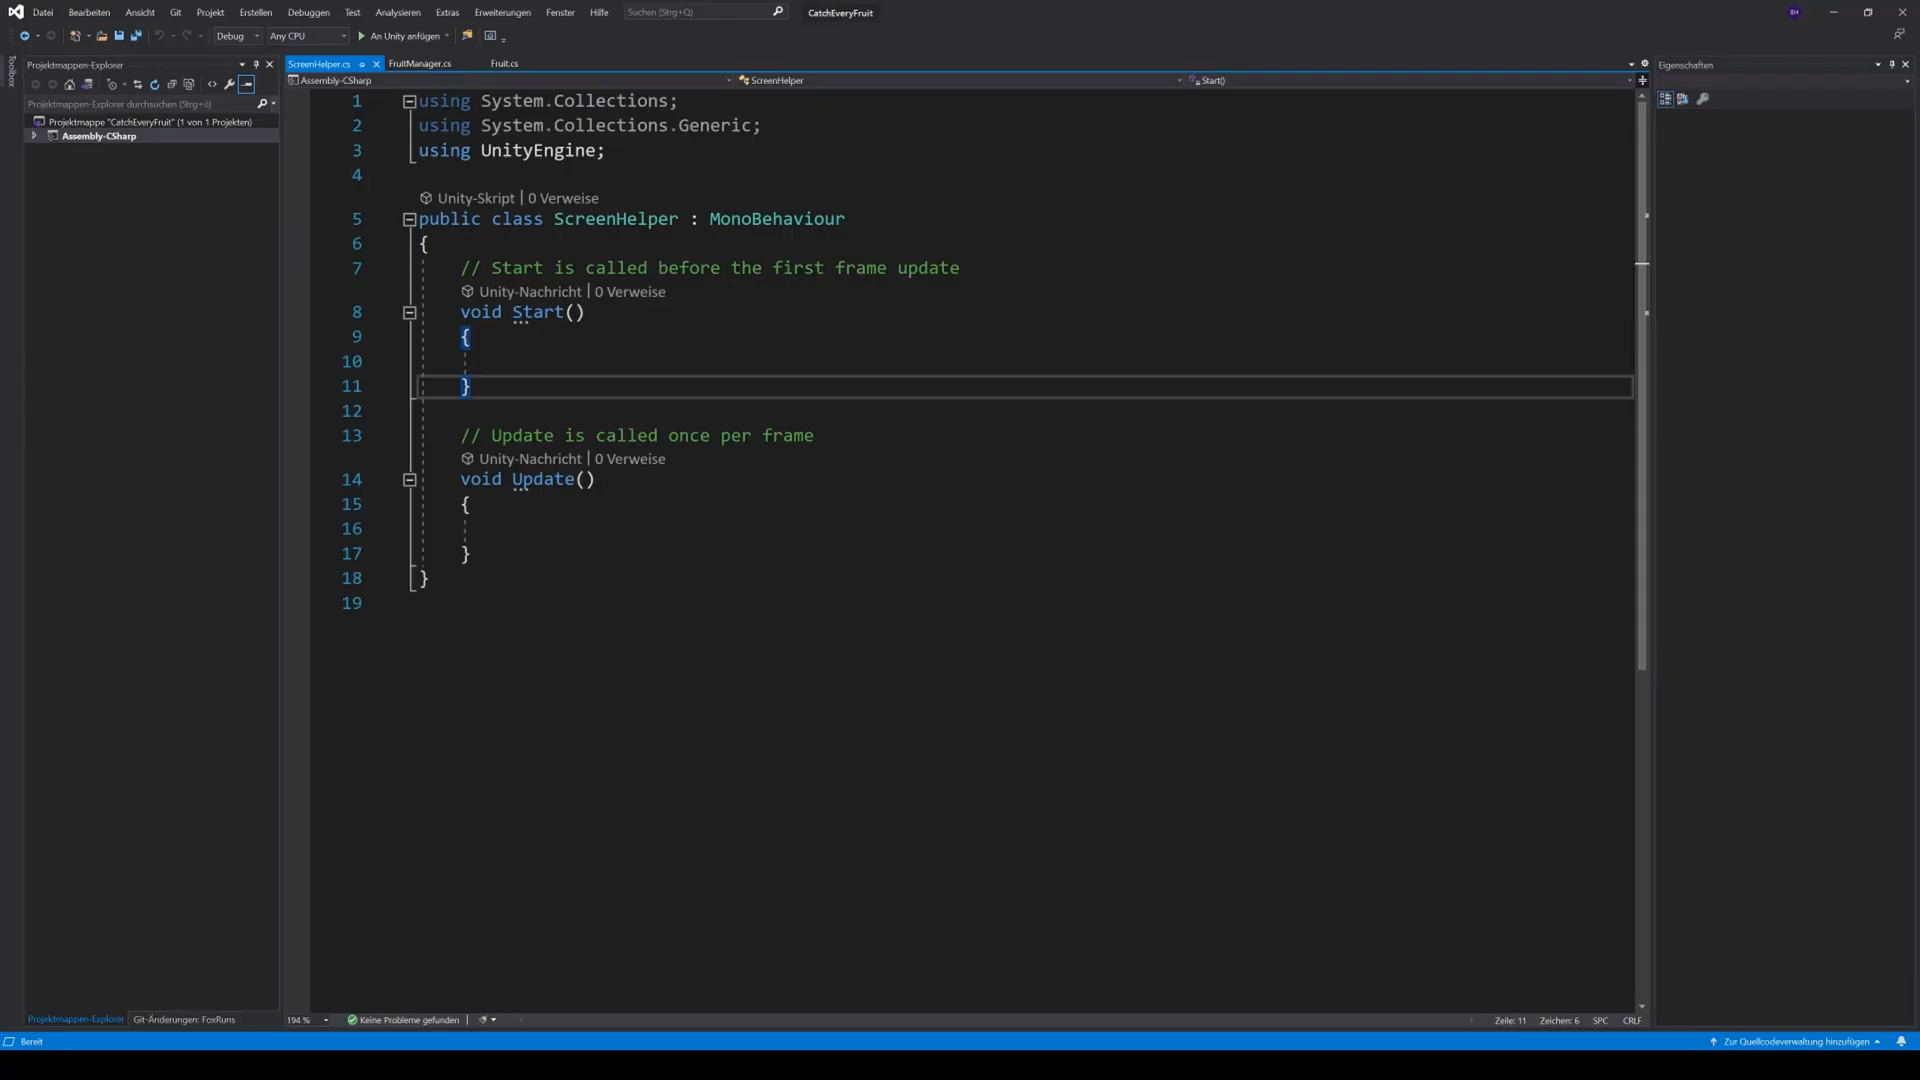 Datei Bearbeiten Ansicht Git Projekt Erstellen Debuggen Test Analysieren Extras Erweiterungen Fenster Hilfe Suchen (Strg+Q) CatchEveryFruit BH
Debug Any CPU An Unity anfügen
Toolbox
Projektmappen-Explorer
Projektmappen-Explorer durchsuchen (Strg+ü)
Projektmappe "CatchEveryFruit" (1 von 1 Projekten)
Assembly-CSharp
ScreenHelper.cs FruitManager.cs Fruit.cs
Assembly-CSharp ScreenHelper Start()
1 using System.Collections;
2 using System.Collections.Generic;
3 using UnityEngine;
4
Unity-Skript | 0 Verweise
5 public class ScreenHelper : MonoBehaviour
6 {
7 // Start is called before the first frame update
Unity-Nachricht | 0 Verweise
8 void Start()
9 {
10
11 }
12
13 // Update is called once per frame
Unity-Nachricht | 0 Verweise
14 void Update()
15 {
16
17 }
18 }
19
Eigenschaften
Projektmappen-Explorer Git-Änderungen: FoxRuns
194 % Keine Probleme gefunden Zeile: 11 Zeichen: 6 SPC CRLF
Bereit Zur Quellcodeverwaltung hinzufügen